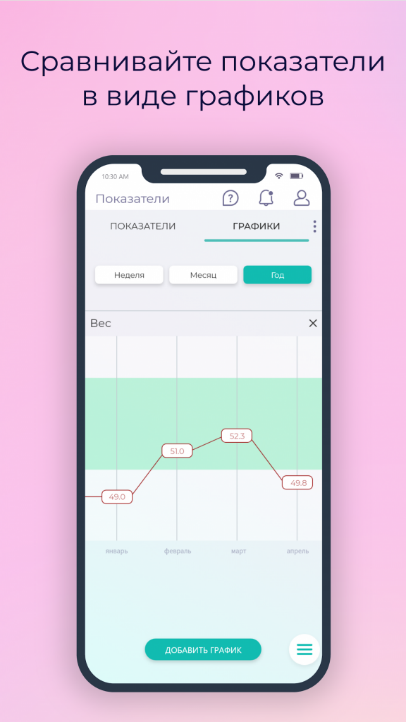 Сравнивайте показатели
в виде графиков
10:30 AM
Показатели
?
ПОКАЗАТЕЛИ ГРАФИКИ
Неделя Месяц Год
Вес
52.3
51.0
49.8
49.0
январь февраль март апрель
ДОБАВИТЬ ГРАФИК